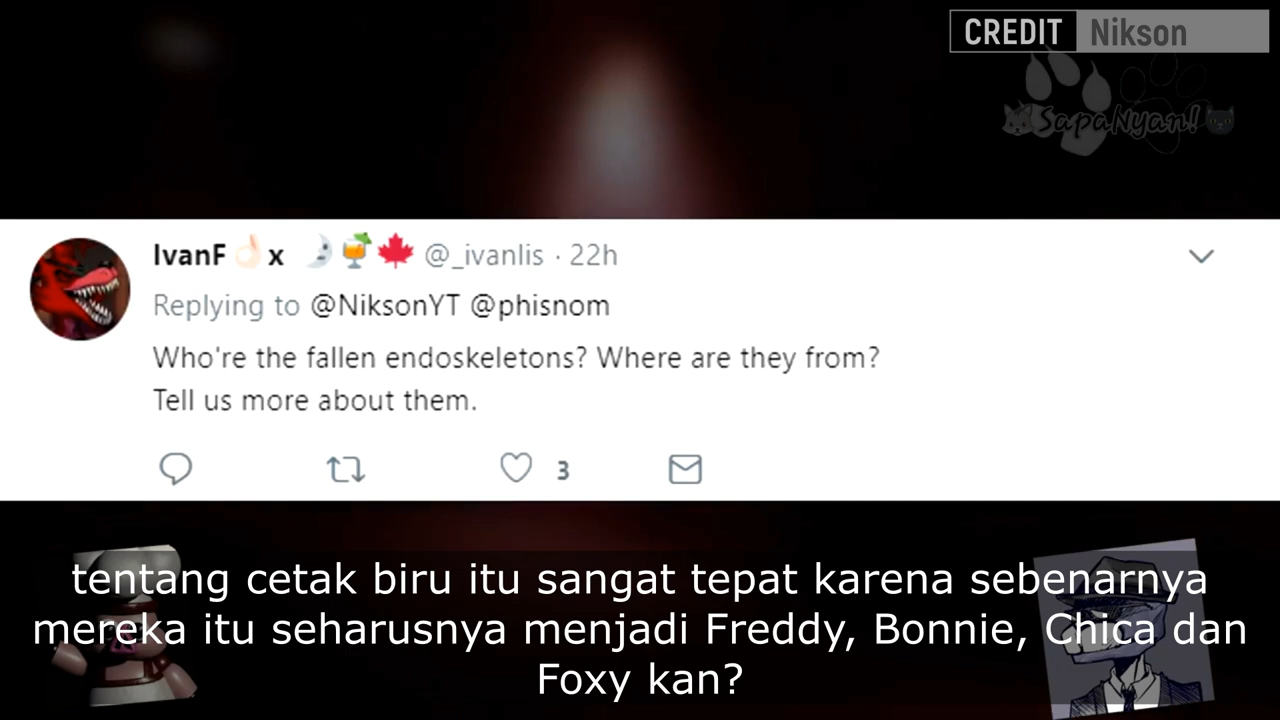 CREDIT Nikson
SapaNyan!
IvanF👌🏻x 🌛🍹🍁 @_ivanlis · 22h
Replying to @NiksonYT @phisnom
Who're the fallen endoskeletons? Where are they from?
Tell us more about them.
3
tentang cetak biru itu sangat tepat karena sebenarnya
mereka itu seharusnya menjadi Freddy, Bonnie, Chica dan
Foxy kan?